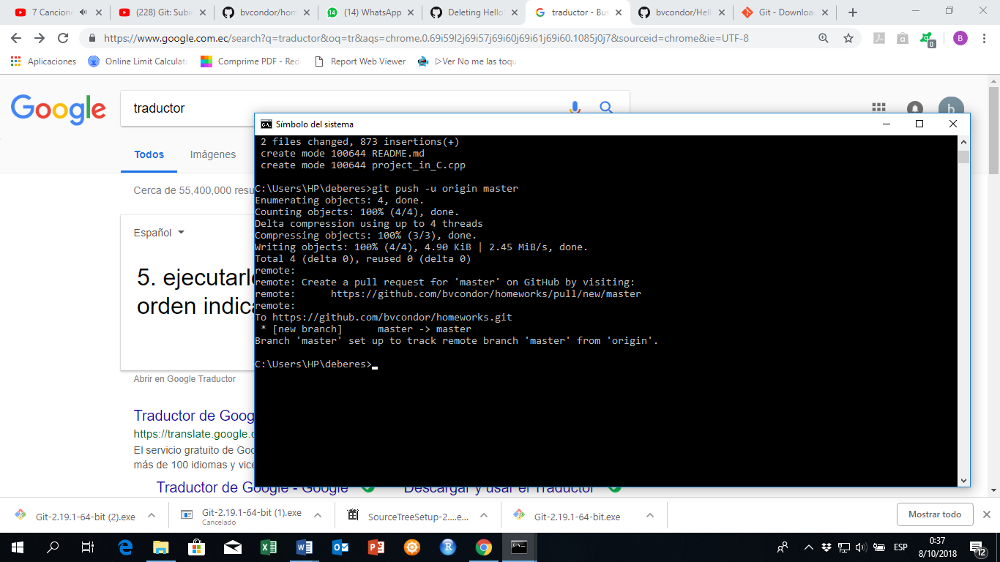 7 Cancione
(228) Git: Subir
bvcondor/hom
(14) WhatsApp
Deleting Hello
traductor - Bus
bvcondor/Hell
Git - Downloa
https://www.google.com.ec/search?q=traductor&oq=tr&aqs=chrome.0.69i59l2j69i57j69i60j69i61j69i60.1085j0j7&sourceid=chrome&ie=UTF-8
0
B
Aplicaciones
Online Limit Calculat
Comprime PDF - Red
Report Web Viewer
▷Ver No me las toqu
Google
traductor
b
Todos
Imágenes
Cerca de 55,400,000 resu
Español
5. ejecutarlo
orden indica
Abrir en Google Traductor
Traductor de Goog
https://translate.google.c
El servicio gratuito de Goo
más de 100 idiomas y vice
Traductor de Google - Google
Descargar y usar el Traductor
Símbolo del sistema
2 files changed, 873 insertions(+)
create mode 100644 README.md
create mode 100644 project_in_C.cpp
C:\Users\HP\deberes>git push -u origin master
Enumerating objects: 4, done.
Counting objects: 100% (4/4), done.
Delta compression using up to 4 threads
Compressing objects: 100% (3/3), done.
Writing objects: 100% (4/4), 4.90 KiB | 2.45 MiB/s, done.
Total 4 (delta 0), reused 0 (delta 0)
remote:
remote: Create a pull request for 'master' on GitHub by visiting:
remote:      https://github.com/bvcondor/homeworks/pull/new/master
remote:
To https://github.com/bvcondor/homeworks.git
* [new branch]      master -> master
Branch 'master' set up to track remote branch 'master' from 'origin'.
C:\Users\HP\deberes>
Git-2.19.1-64-bit (2).exe
Git-2.19.1-64-bit (1).exe
Cancelado
SourceTreeSetup-2....e...
Git-2.19.1-64-bit.exe
Mostrar todo
ESP
0:37
8/10/2018
12